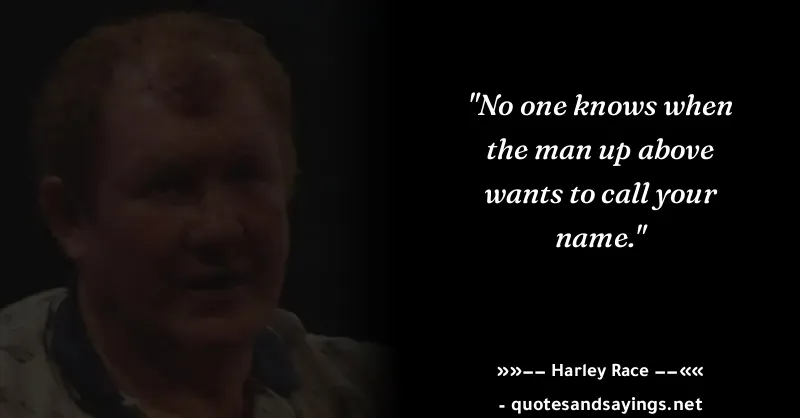 "No one knows when
the man up above
wants to call your
name."
»»–– Harley Race ––««
- quotesandsayings.net